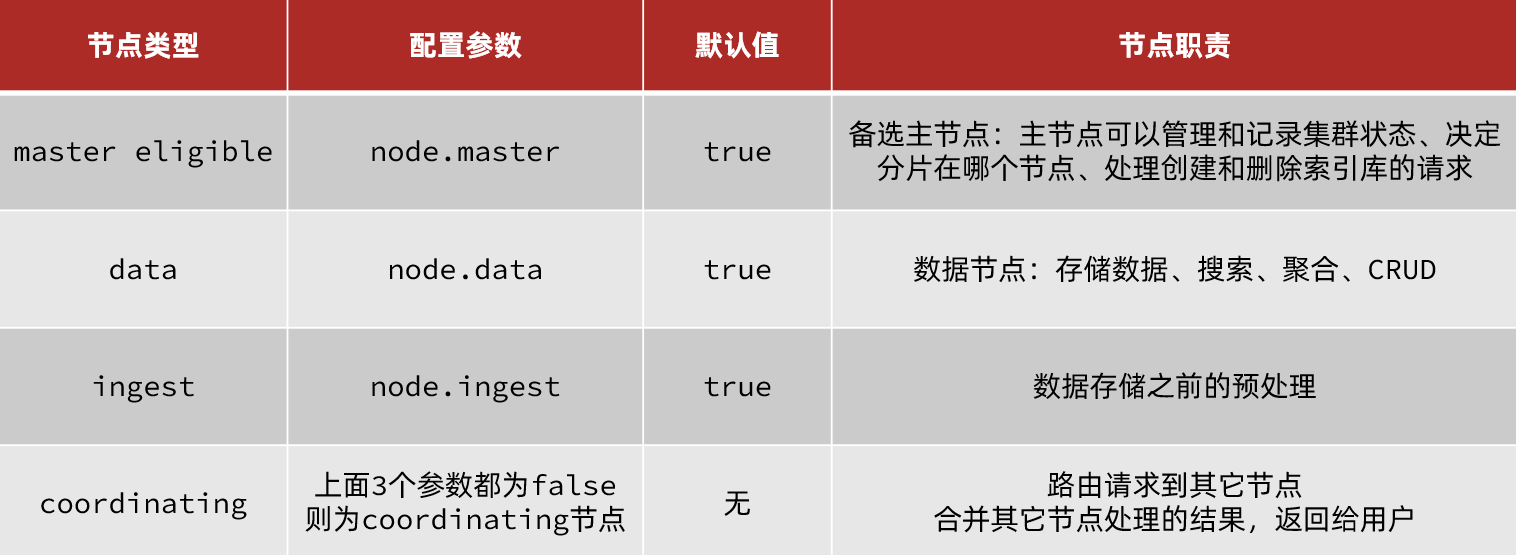 节点类型 配置参数 默认值 节点职责
master eligible node.master true 备选主节点：主节点可以管理和记录集群状态、决定
分片在哪个节点、处理创建和删除索引库的请求
data node.data true 数据节点：存储数据、搜索、聚合、CRUD
ingest node.ingest true 数据存储之前的预处理
coordinating 上面3个参数都为false
则为coordinating节点 无 路由请求到其它节点
合并其它节点处理的结果，返回给用户